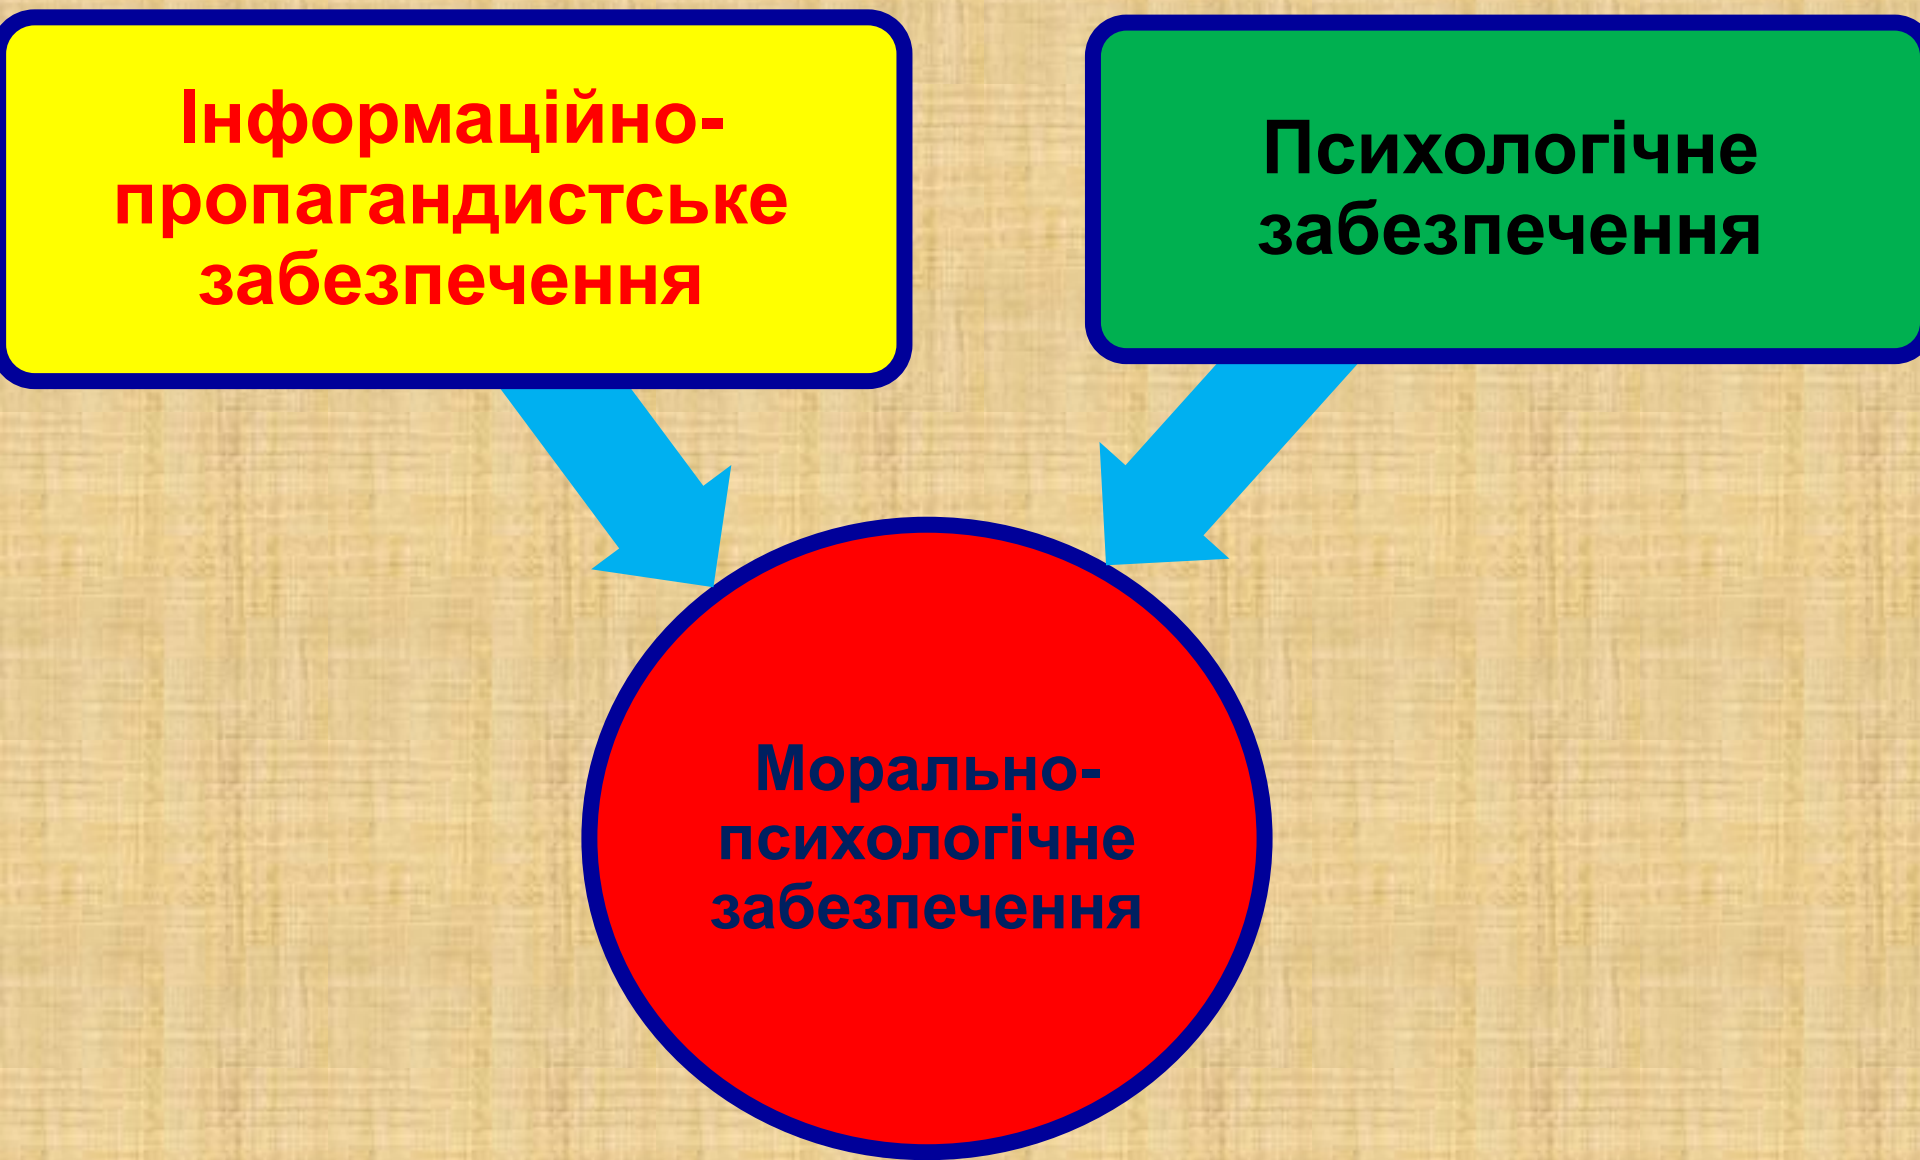 Інформаційно-
пропагандистське
забезпечення
Психологічне
забезпечення
Морально-
психологічне
забезпечення